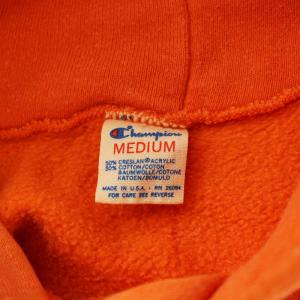 Champion
MEDIUM
50% CRESLAN® ACRYLIC
50% COTTON/COTON
BAUMWOLLE/COTONE
KATOEN/BOMULD
MADE IN U.S.A. - RN 26094
FOR CARE SEE REVERSE